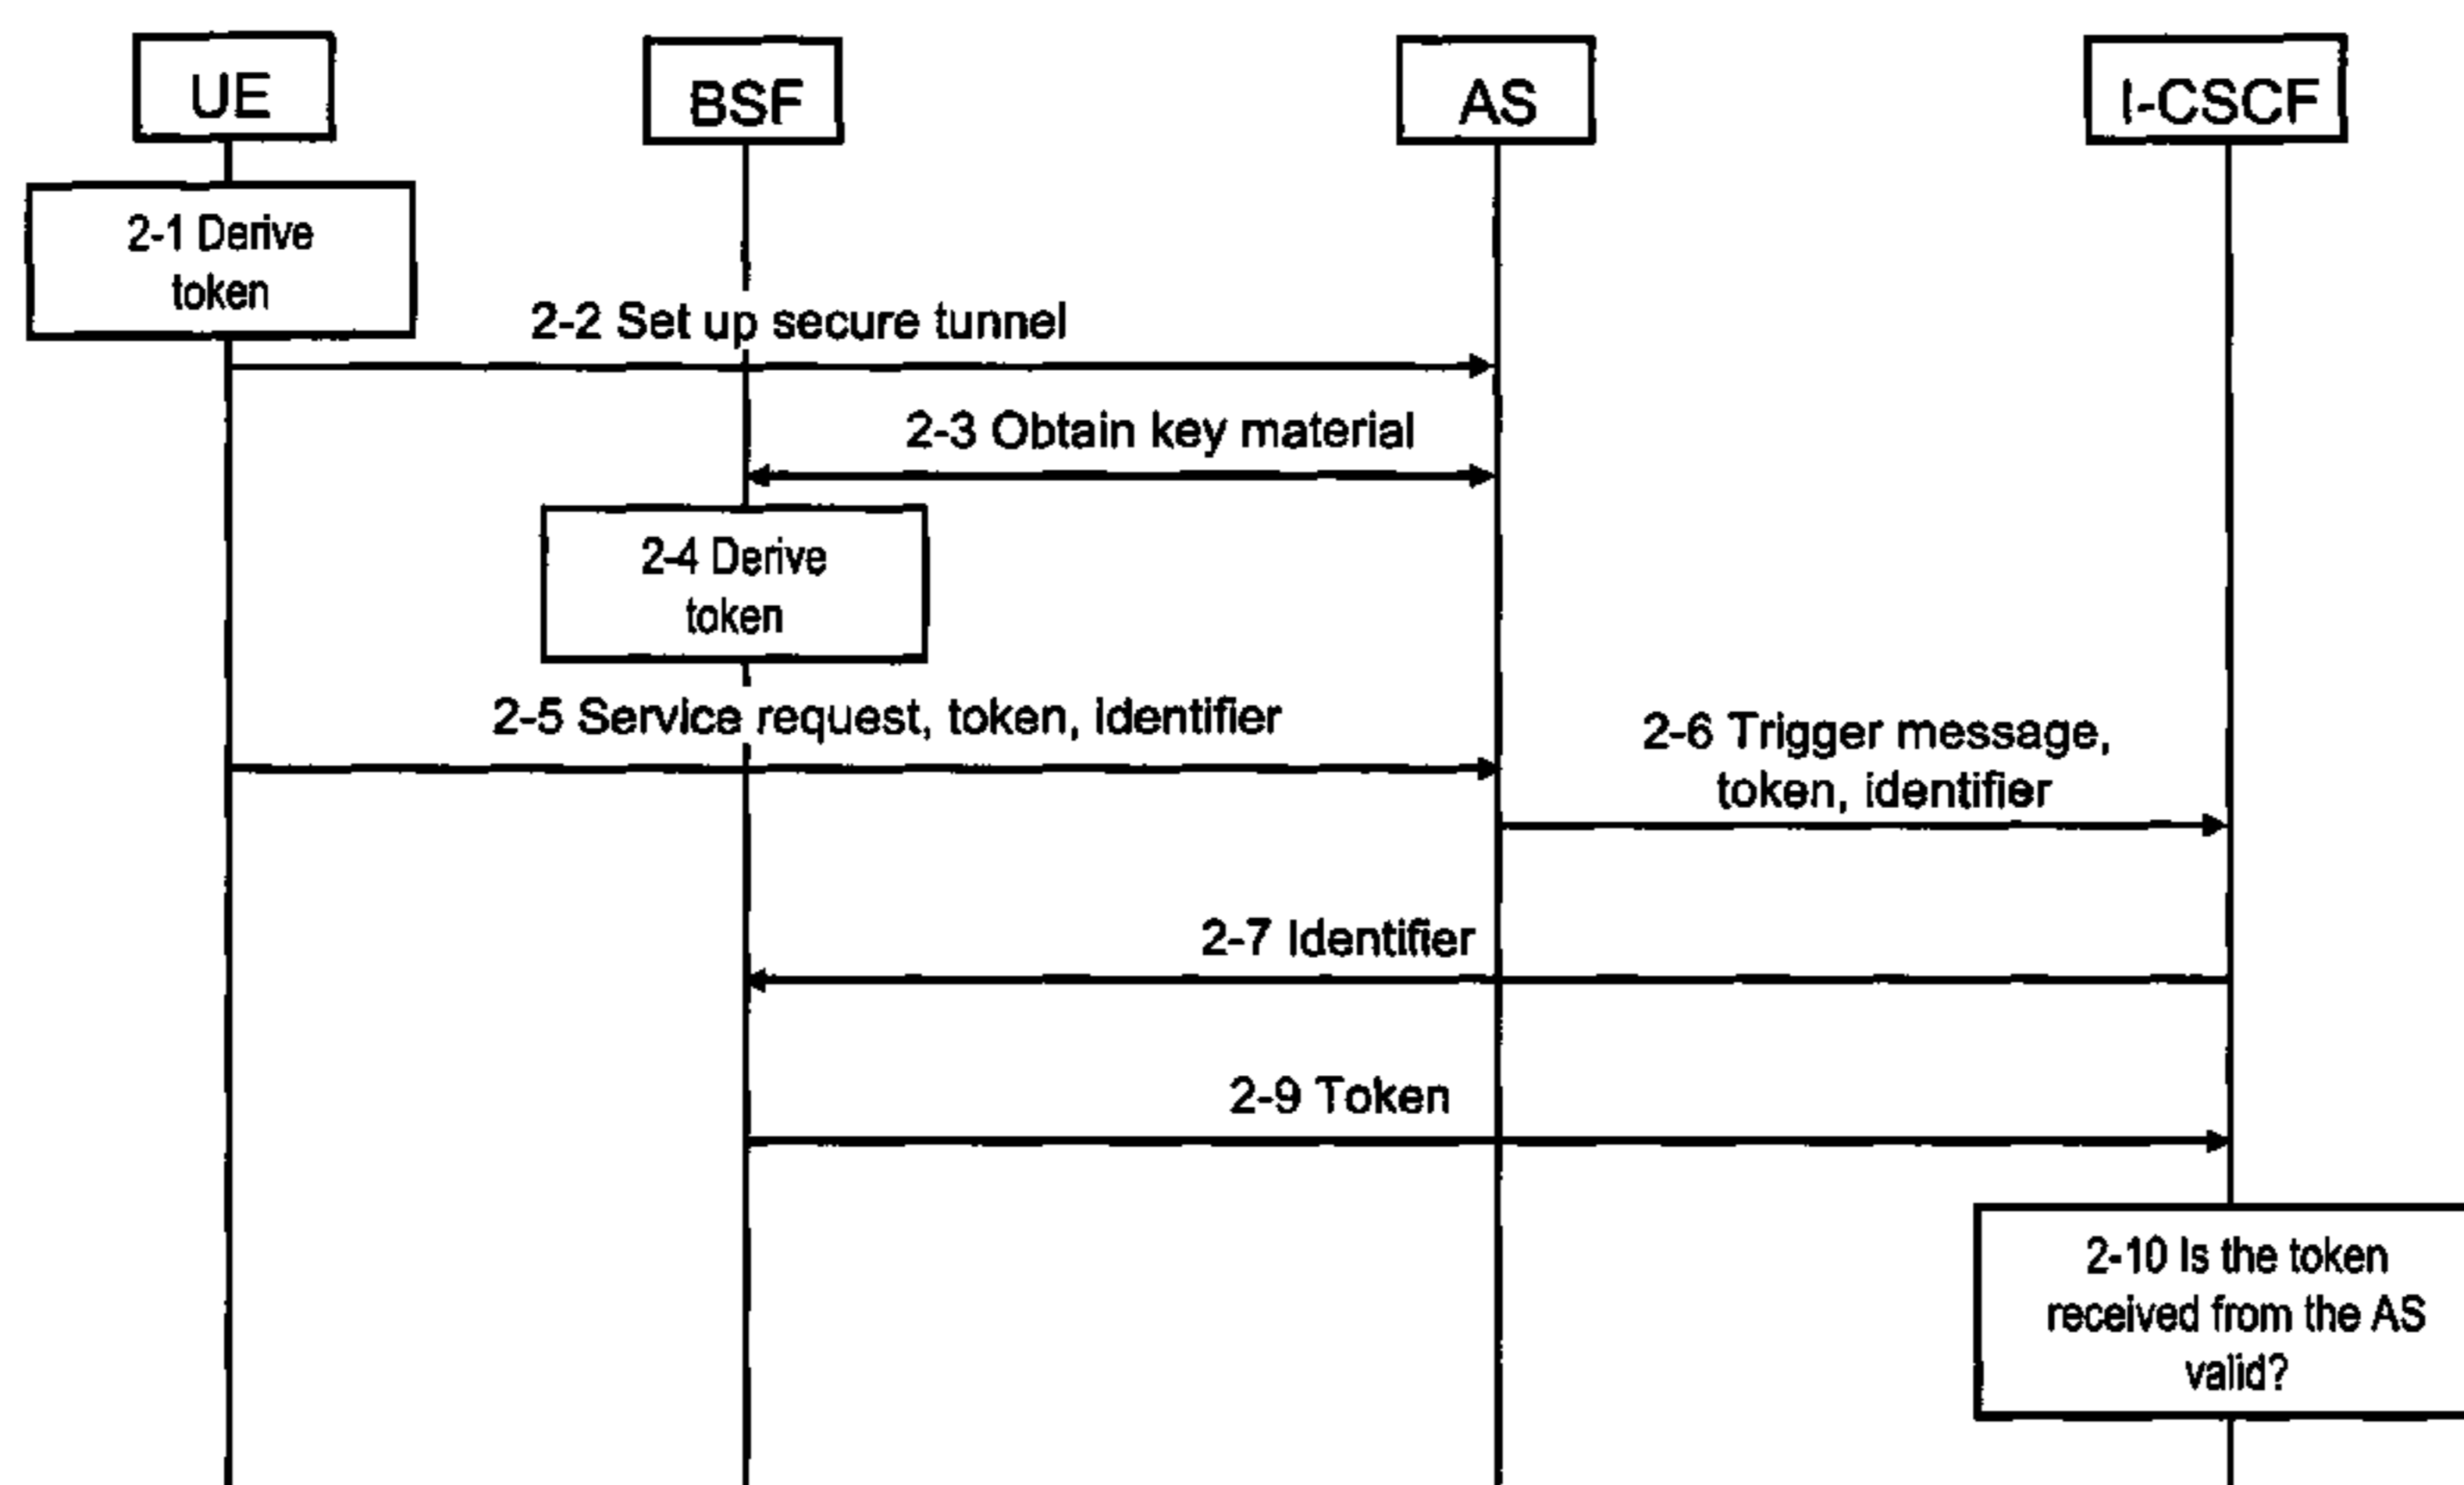 UE
BSF
AS
I-CSCF
2-1 Derive
token
2-2 Set up secure tunnel
2-3 Obtain key material
2-4 Derive
token
2-5 Service request, token, identifier
2-6 Trigger message,
token, identifier
2-7 Identifier
2-9 Token
2-10 Is the token
received from the AS
valid?